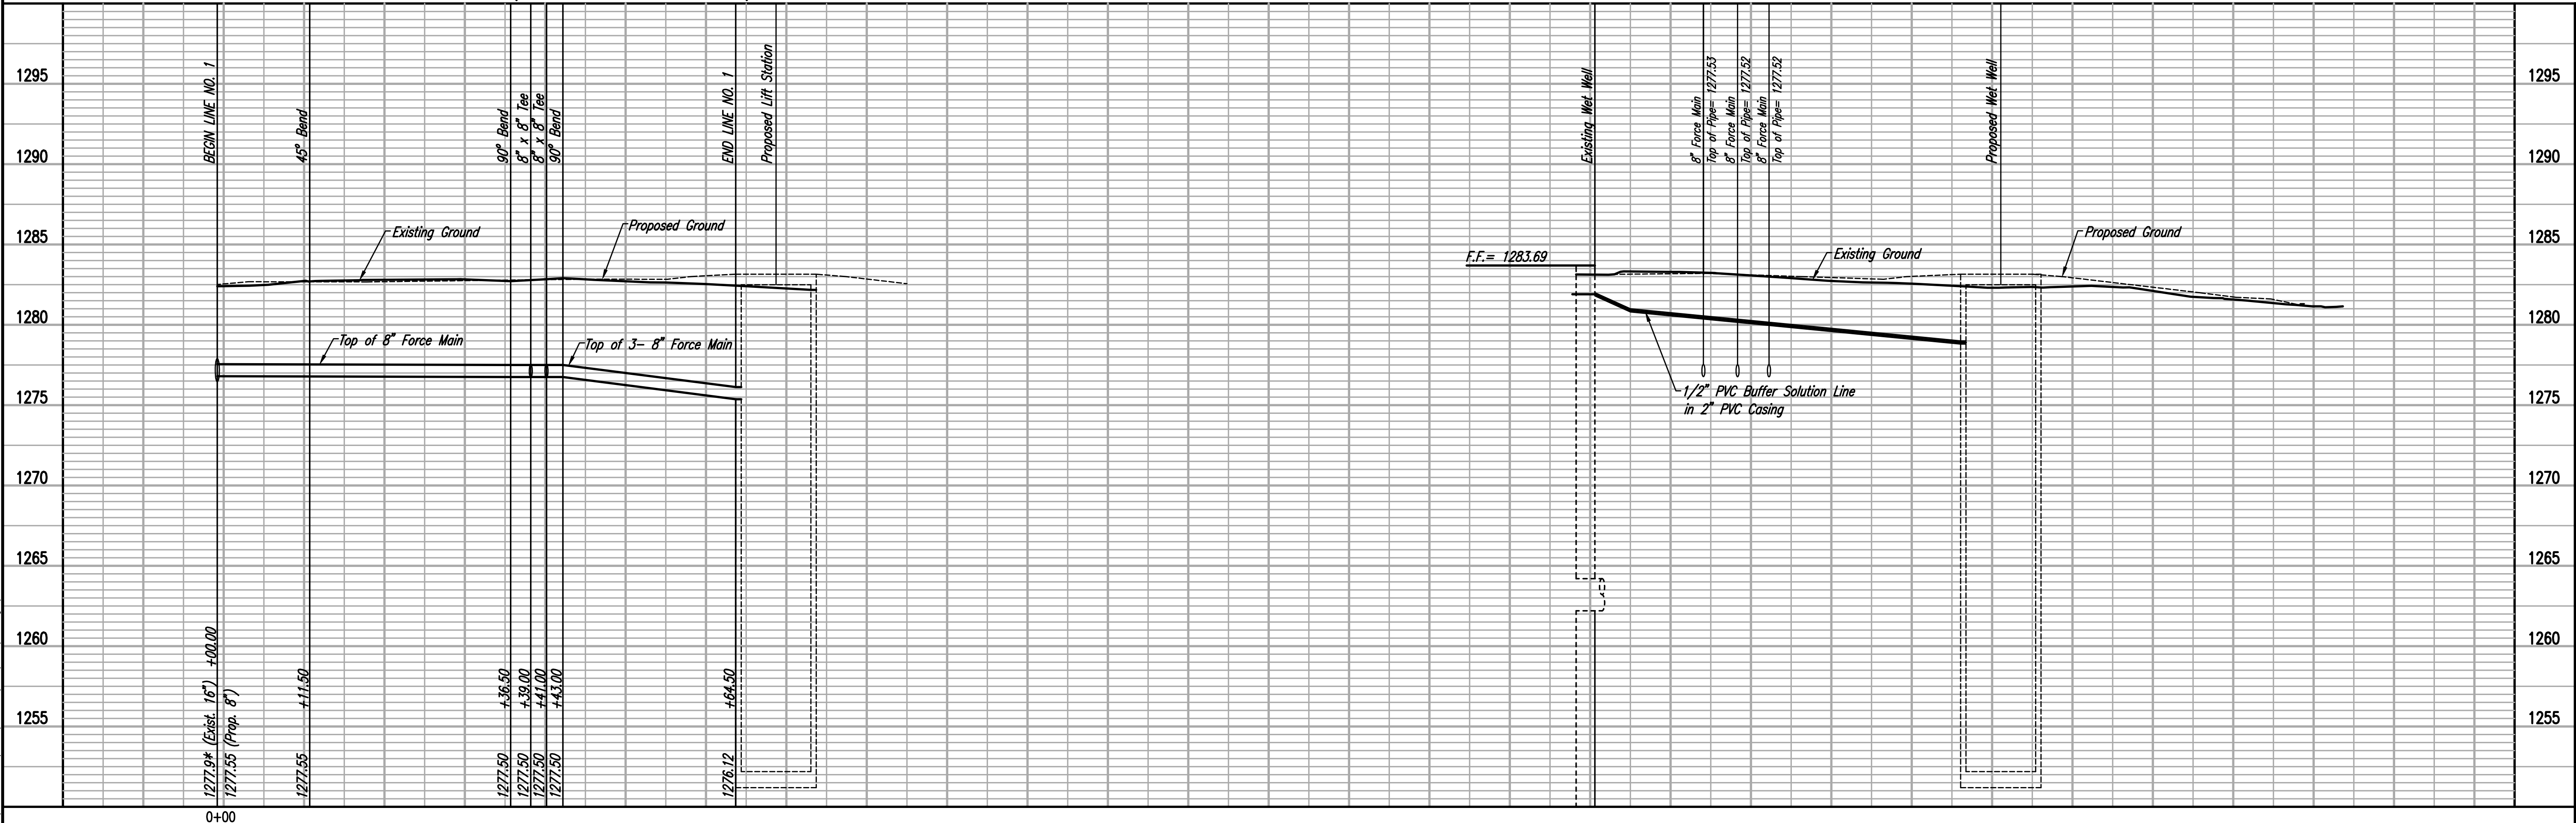 BEGIN LINE NO. 1
45° Bend
90° Bend
8" x 8" Tee
8" x 8" Tee
90° Bend
END LINE NO. 1
Proposed Lift Station
Existing Wet Well
8" Force Main
Top of Pipe= 1277.53
8" Force Main
Top of Pipe= 1277.52
8" Force Main
Top of Pipe= 1277.52
Proposed Wet Well
1295
1295
1290
1290
1285
1285
1280
1280
1275
1275
1270
1270
1265
1265
1260
1260
1255
1255
Existing Ground
Proposed Ground
Top of 8" Force Main
Top of 3- 8" Force Main
F.F.= 1283.69
Existing Ground
Proposed Ground
1/2" PVC Buffer Solution Line
in 2" PVC Casing
1277.9* (Exist. 16") +00.00
1277.55 (Prop. 8")
1277.55 +11.50
1277.50 +36.50
1277.50 +39.00
1277.50 +41.00
1277.50 +43.00
1276.12 +64.50
0+00